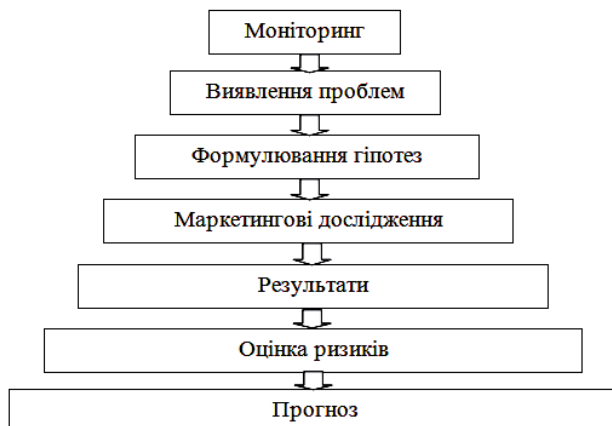 Моніторинг
Виявлення проблем
Формулювання гіпотез
Маркетингові дослідження
Результати
Оцінка ризиків
Прогноз